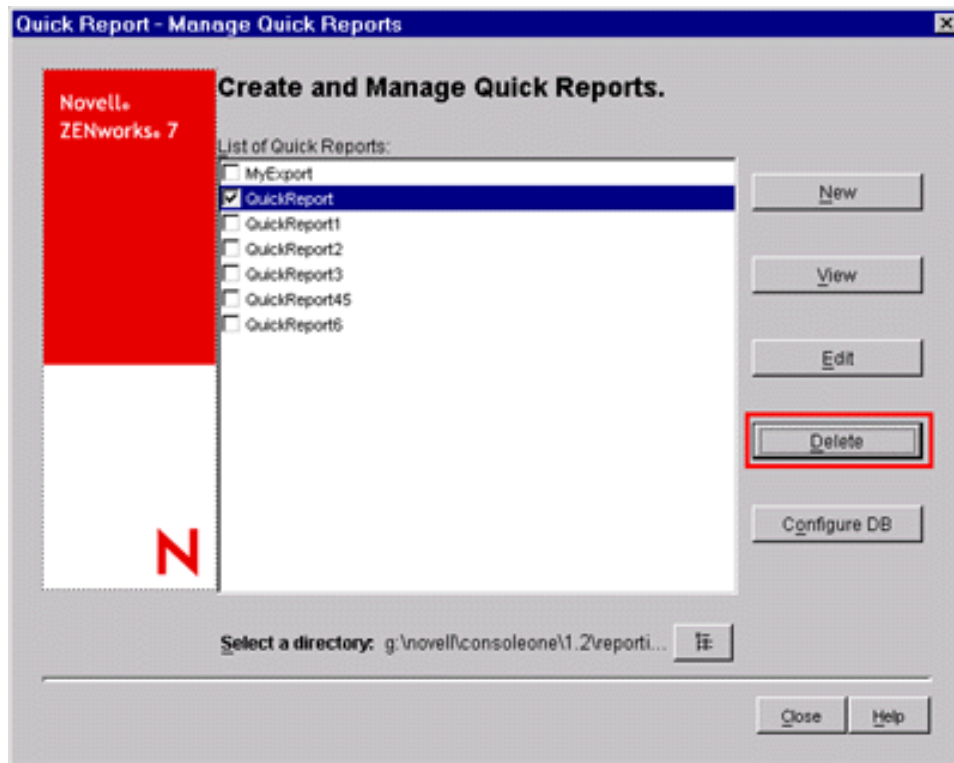 Quick Report - Manage Quick Reports
Novell®
ZENworks® 7
Create and Manage Quick Reports.
List of Quick Reports:
MyExport
QuickReport
QuickReport1
QuickReport2
QuickReport3
QuickReport45
QuickReport6
New
View
Edit
Delete
Configure DB
N
Select a directory: g:\novell\consoleone\1.2\reporti...
Close
Help